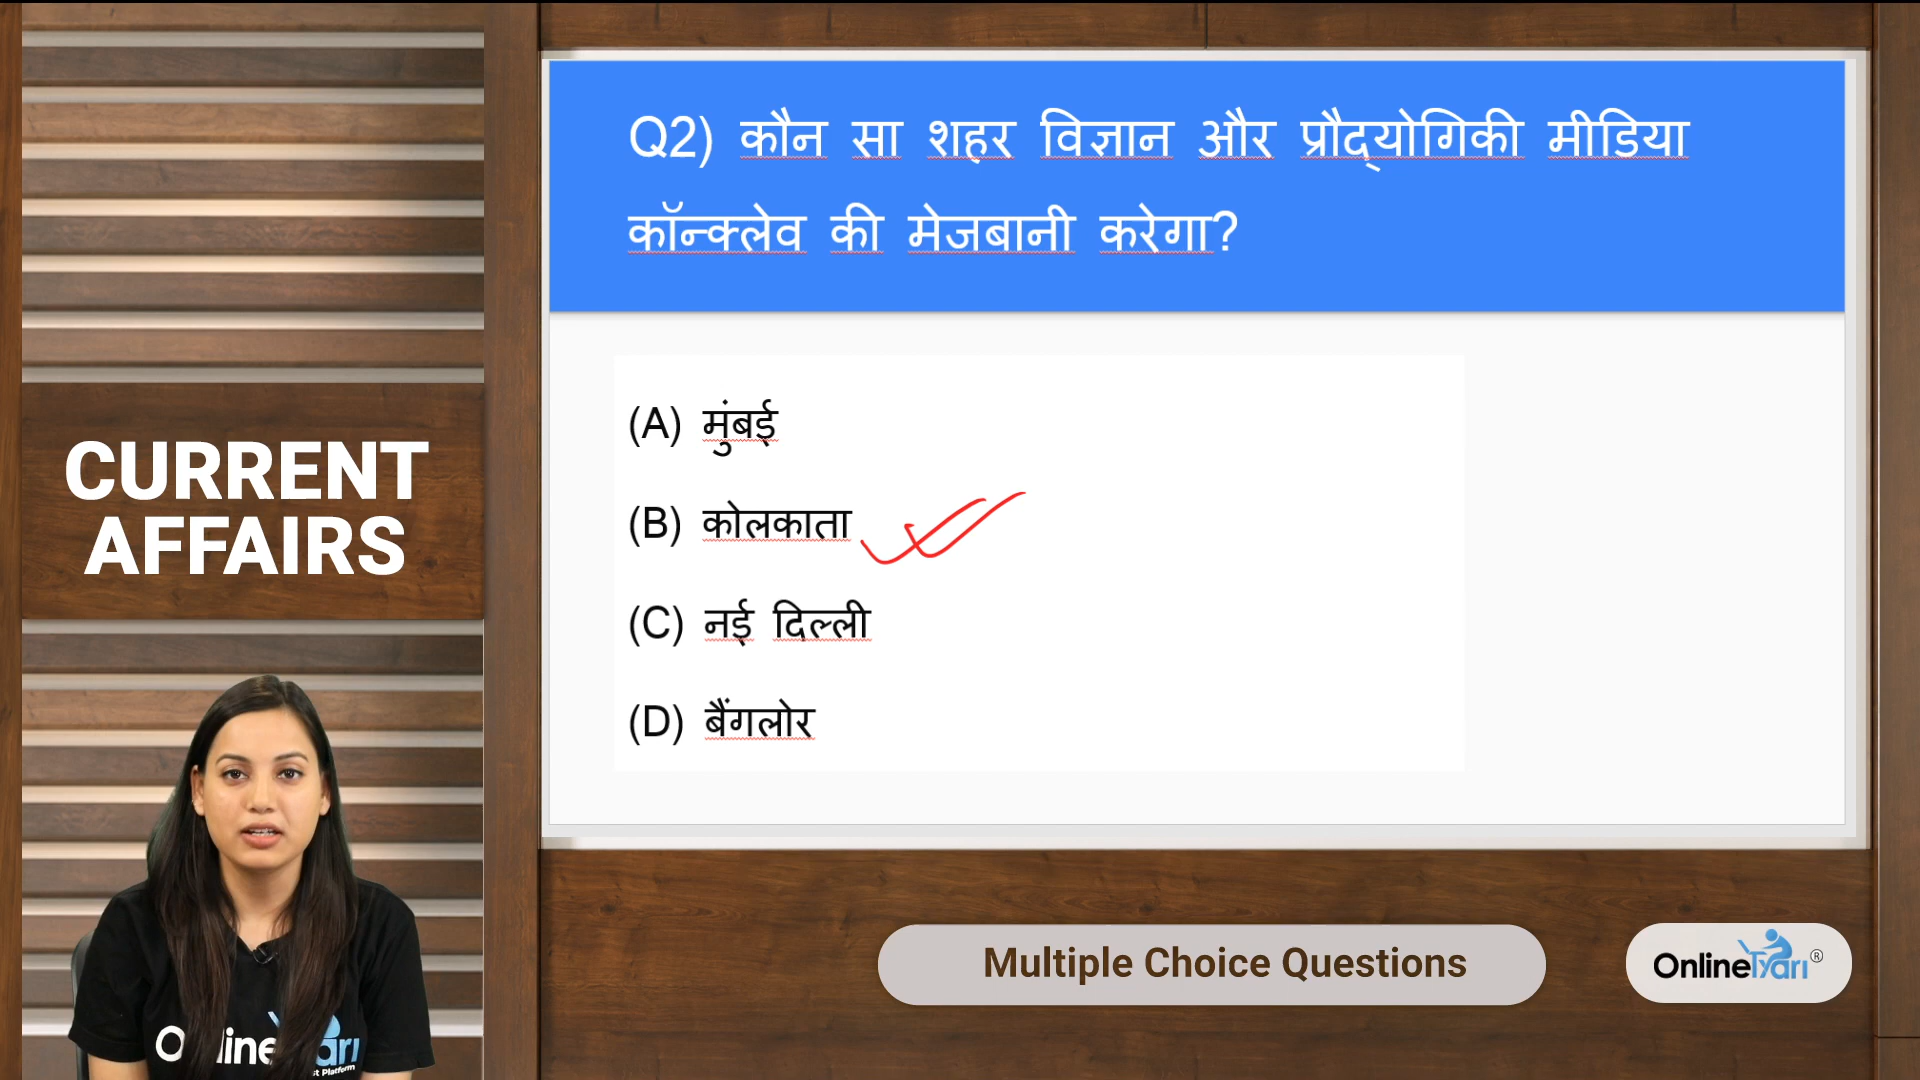 Q2) कौन सा शहर विज्ञान और प्रौद्योगिकी मीडिया
कॉन्क्लेव की मेजबानी करेगा?
(A) मुंबई
(B) कोलकाता
(C) नई दिल्ली
(D) बैंगलोर
CURRENT
AFFAIRS
Multiple Choice Questions
OnlineTyari®